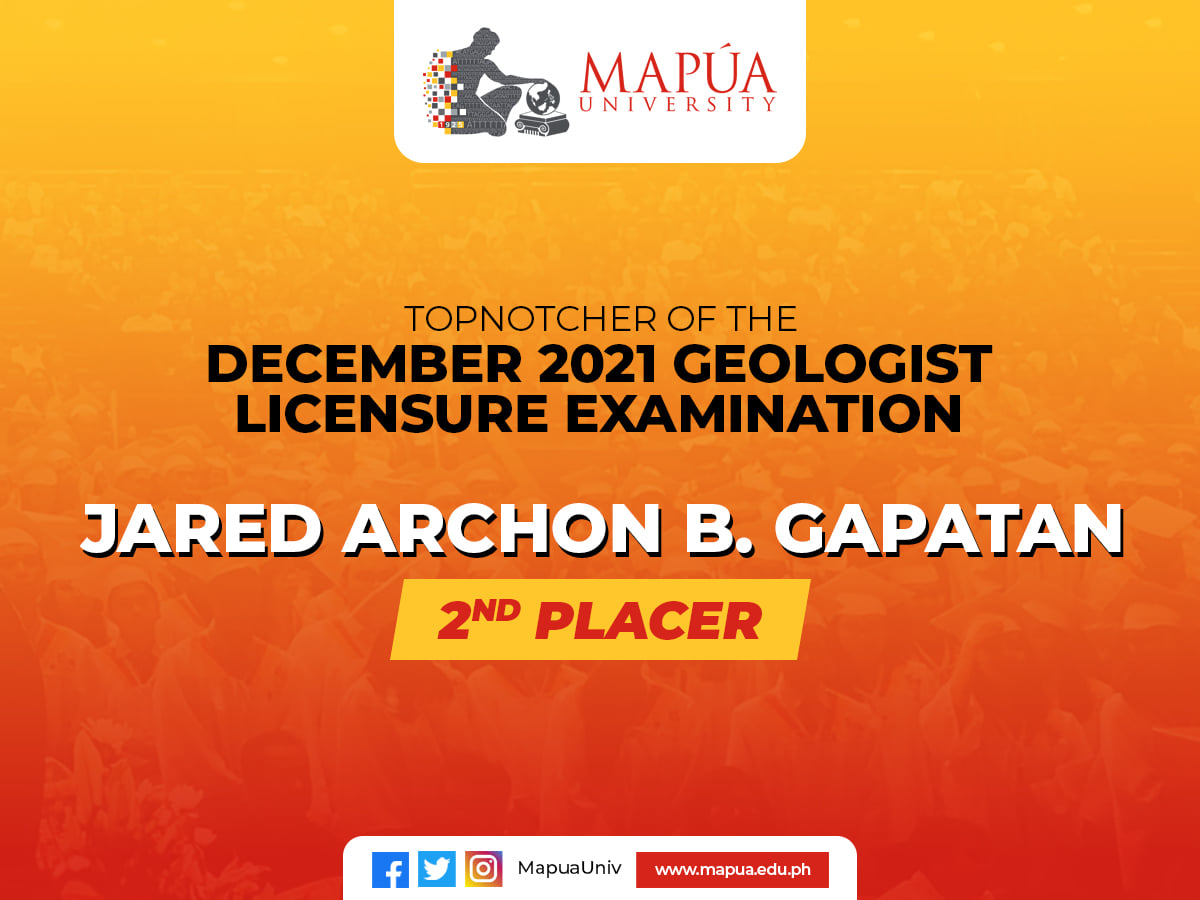 MAPÚA
UNIVERSITY
1925
TOPNOTCHER OF THE
DECEMBER 2021 GEOLOGIST
LICENSURE EXAMINATION
JARED ARCHON B. GAPATAN
2ND PLACER
MapuaUniv
www.mapua.edu.ph